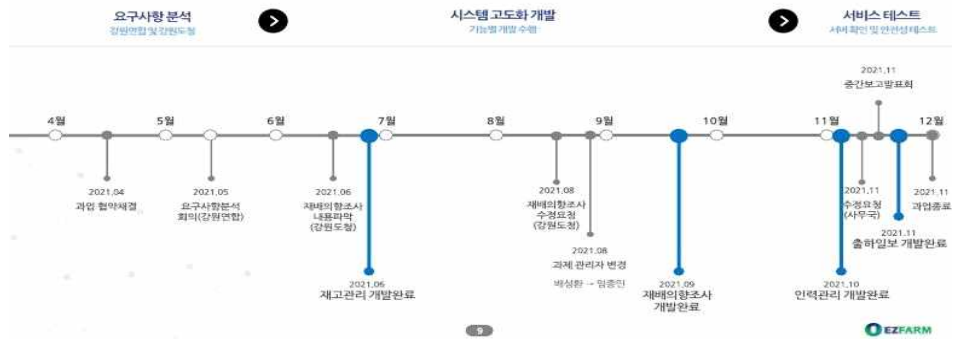 요구사항 분석
강원연합 및 강원도청
시스템 고도화 개발
기능별 개발 수행
서비스 테스트
서버 확인 및 안전성 테스트
2021.11
중간보고발표회
4월
5월
6월
7월
8월
9월
10월
11월
12월
2021.04
과업 협약체결
2021.05
요구사항분석
회의(강원연합)
2021.06
재배의향조사
내용파악
(강원도청)
2021.08
재배의향조사
수정요청
(강원도청)
2021.11
수정요청
(사무국)
2021.11
과업종료
2021.11
출하일보 개발완료
2021.08
과제 관리자 변경
배성환 → 임종민
2021.06
재고관리 개발완료
2021.09
재배의향조사
개발완료
2021.10
인력관리 개발완료
9
EZFARM